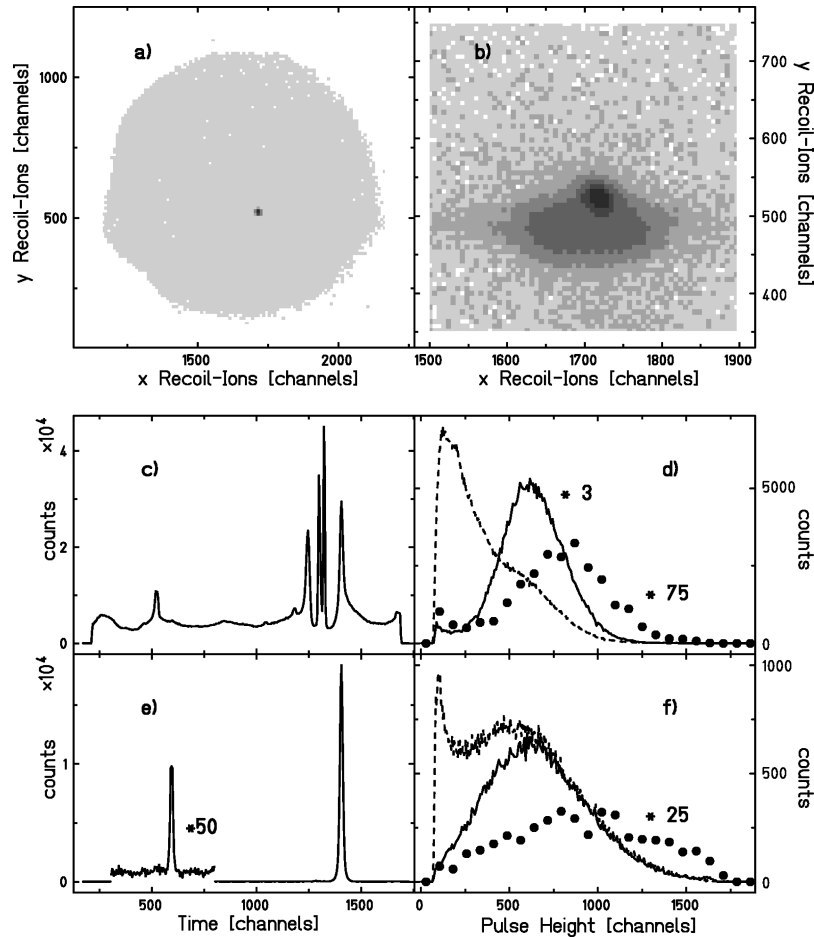 a)
b)
1000
500
y Recoil-Ions [channels]
1500
2000
x Recoil-Ions [channels]
700
600
500
400
y Recoil-Ions [channels]
1500
1600
1700
1800
1900
x Recoil-Ions [channels]
×10⁴
4
2
0
counts
c)
d)
* 3
* 75
5000
0
counts
×10⁴
1
0
counts
e)
*50
500
1000
1500
Time [channels]
f)
* 25
1000
500
0
counts
0
500
1000
1500
Pulse Height [channels]